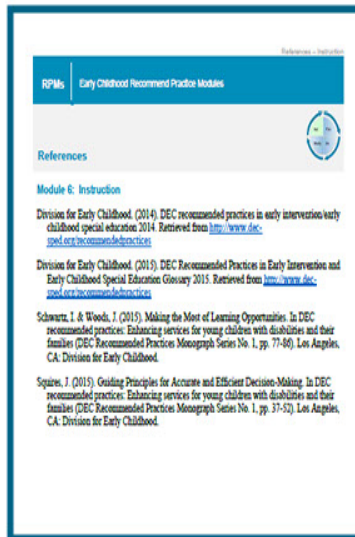 References – Instruction
RPMs
Early Childhood Recommend Practice Modules
References
Module 6: Instruction
Division for Early Childhood. (2014). DEC recommended practices in early intervention/early
childhood special education 2014. Retrieved from http://www.dec-
sped.org/recommendedpractices
Division for Early Childhood. (2015). DEC Recommended Practices in Early Intervention and
Early Childhood Special Education Glossary 2015. Retrieved from http://www.dec-
sped.org/recommendedpractices
Schwartz, I. & Woods, J. (2015). Making the Most of Learning Opportunities. In DEC
recommended practices: Enhancing services for young children with disabilities and their
families (DEC Recommended Practices Monograph Series No. 1, pp. 77-86). Los Angeles,
CA: Division for Early Childhood.
Squires, J. (2015). Guiding Principles for Accurate and Efficient Decision-Making. In DEC
recommended practices: Enhancing services for young children with disabilities and their
families (DEC Recommended Practices Monograph Series No. 1, pp. 37-52). Los Angeles,
CA: Division for Early Childhood.